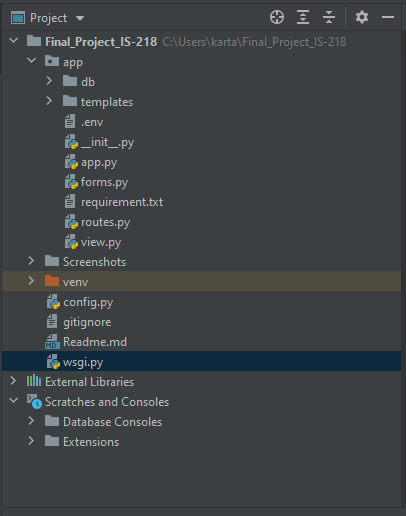 Project
Final_Project_IS-218 C:\Users\karta\Final_Project_IS-218
app
db
templates
.env
__init__.py
app.py
forms.py
requirement.txt
routes.py
view.py
Screenshots
venv
config.py
gitignore
MD Readme.md
wsgi.py
External Libraries
Scratches and Consoles
Database Consoles
Extensions